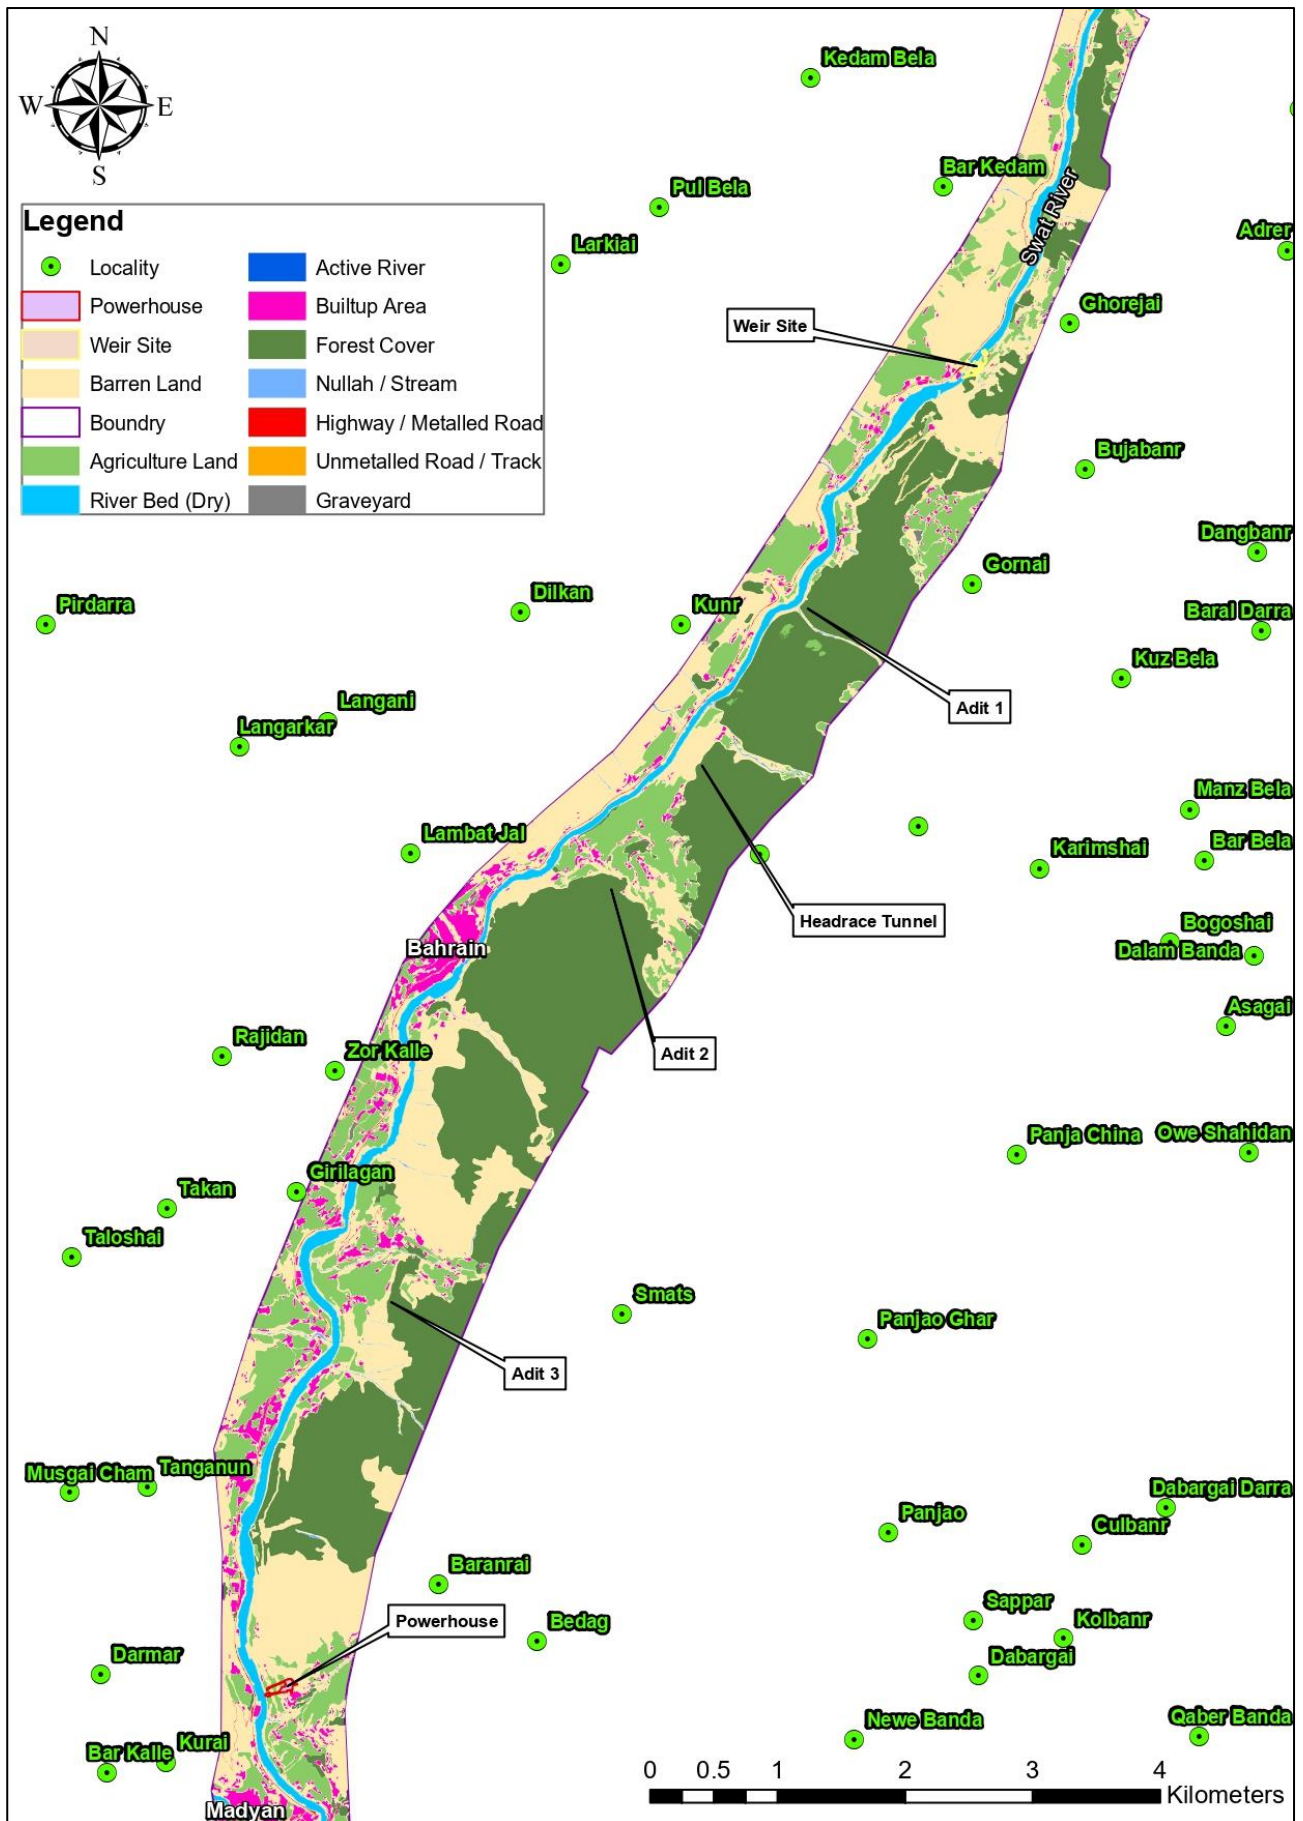 N
W
E
S
Legend
Locality
Powerhouse
Weir Site
Barren Land
Boundry
Agriculture Land
River Bed (Dry)
Active River
Builtup Area
Forest Cover
Nullah / Stream
Highway / Metalled Road
Unmetalled Road / Track
Graveyard
Kedam Bela
Bar Kedam
Pul Bela
Larkiai
Swat River
Adrer
Ghorejai
Weir Site
Bujabanr
Dangbanr
Gornai
Dilkan
Pirdarra
Kunr
Baral Darra
Kuz Bela
Langani
Langarkar
Adit 1
Manz Bela
Lambat Jal
Karimshai
Bar Bela
Headrace Tunnel
Bogoshai
Dalam Banda
Bahrain
Asagai
Rajidan
Zor Kalle
Adit 2
Panja China
Owe Shahidan
Takan
Girilagan
Taloshai
Smats
Panjao Ghar
Adit 3
Musgai Cham
Tanganun
Dabargai Darra
Panjao
Culbanr
Baranrai
Powerhouse
Bedag
Sappar
Kolbanr
Darmar
Dabargai
Newe Banda
Qaber Banda
Kurai
Bar Kalle
Madyan
0 0.5 1 2 3 4
Kilometers